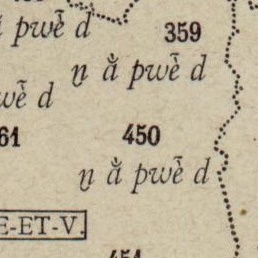 pwɛ̀̃ d
359
n̮ å̀ pwɛ̀̃ d
wɛ̀̃ d
61
450
n̮ å̀ pwɛ̀̃ d
E-ET-V.